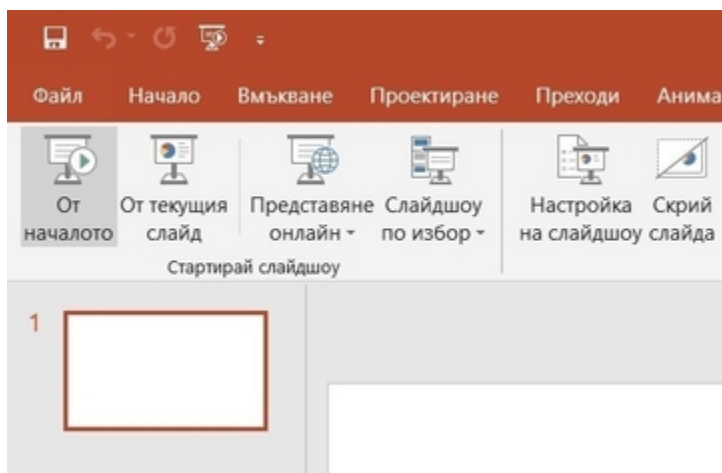 Файл Начало Вмъкване Проектиране Преходи Анима
От началото
От текущия слайд
Представяне онлайн
Слайдшоу по избор
Настройка на слайдшоу
Скрий слайда
Стартирай слайдшоу
1